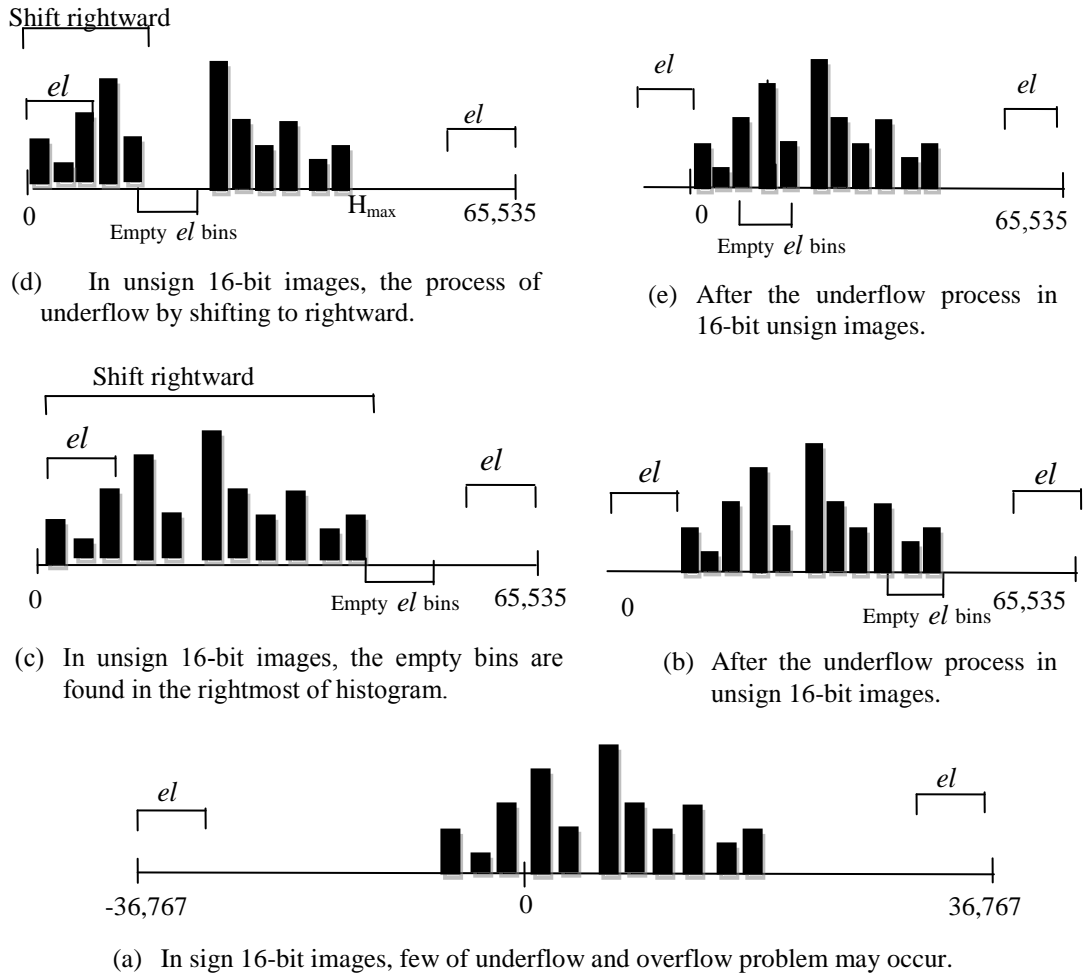 Shift rightward
el
el
el
el
0
H_max
65,535
Empty el bins
0
65,535
Empty el bins
(d) In unsign 16-bit images, the process of
underflow by shifting to rightward.
(e) After the underflow process in
16-bit unsign images.
Shift rightward
el
el
el
el
0
Empty el bins
65,535
0
Empty el bins
65,535
(c) In unsign 16-bit images, the empty bins are
found in the rightmost of histogram.
(b) After the underflow process in
unsign 16-bit images.
el
el
-36,767
0
36,767
(a) In sign 16-bit images, few of underflow and overflow problem may occur.